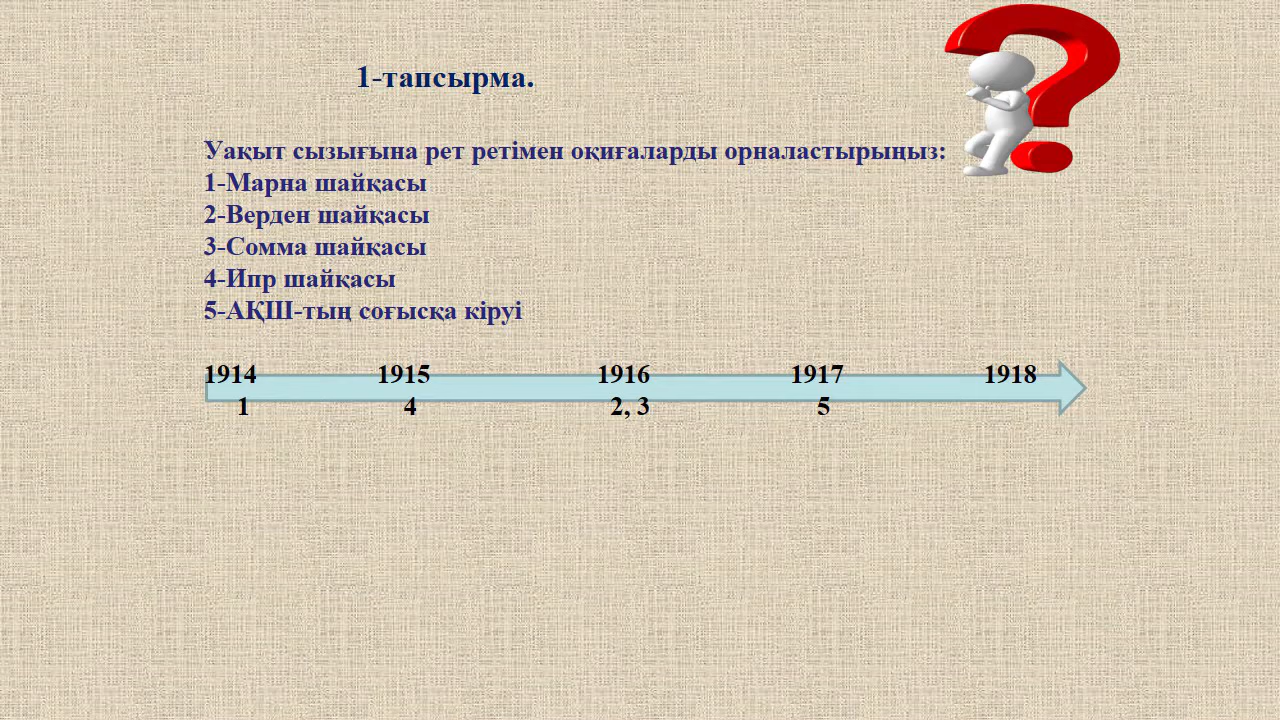 1-тапсырма.
Уақыт сызығына рет ретімен оқиғаларды орналастырыңыз:
1-Марна шайқасы
2-Верден шайқасы
3-Сомма шайқасы
4-Ипр шайқасы
5-АҚШ-тың соғысқа кіруі
1914 1915 1916 1917 1918
1 4 2, 3 5